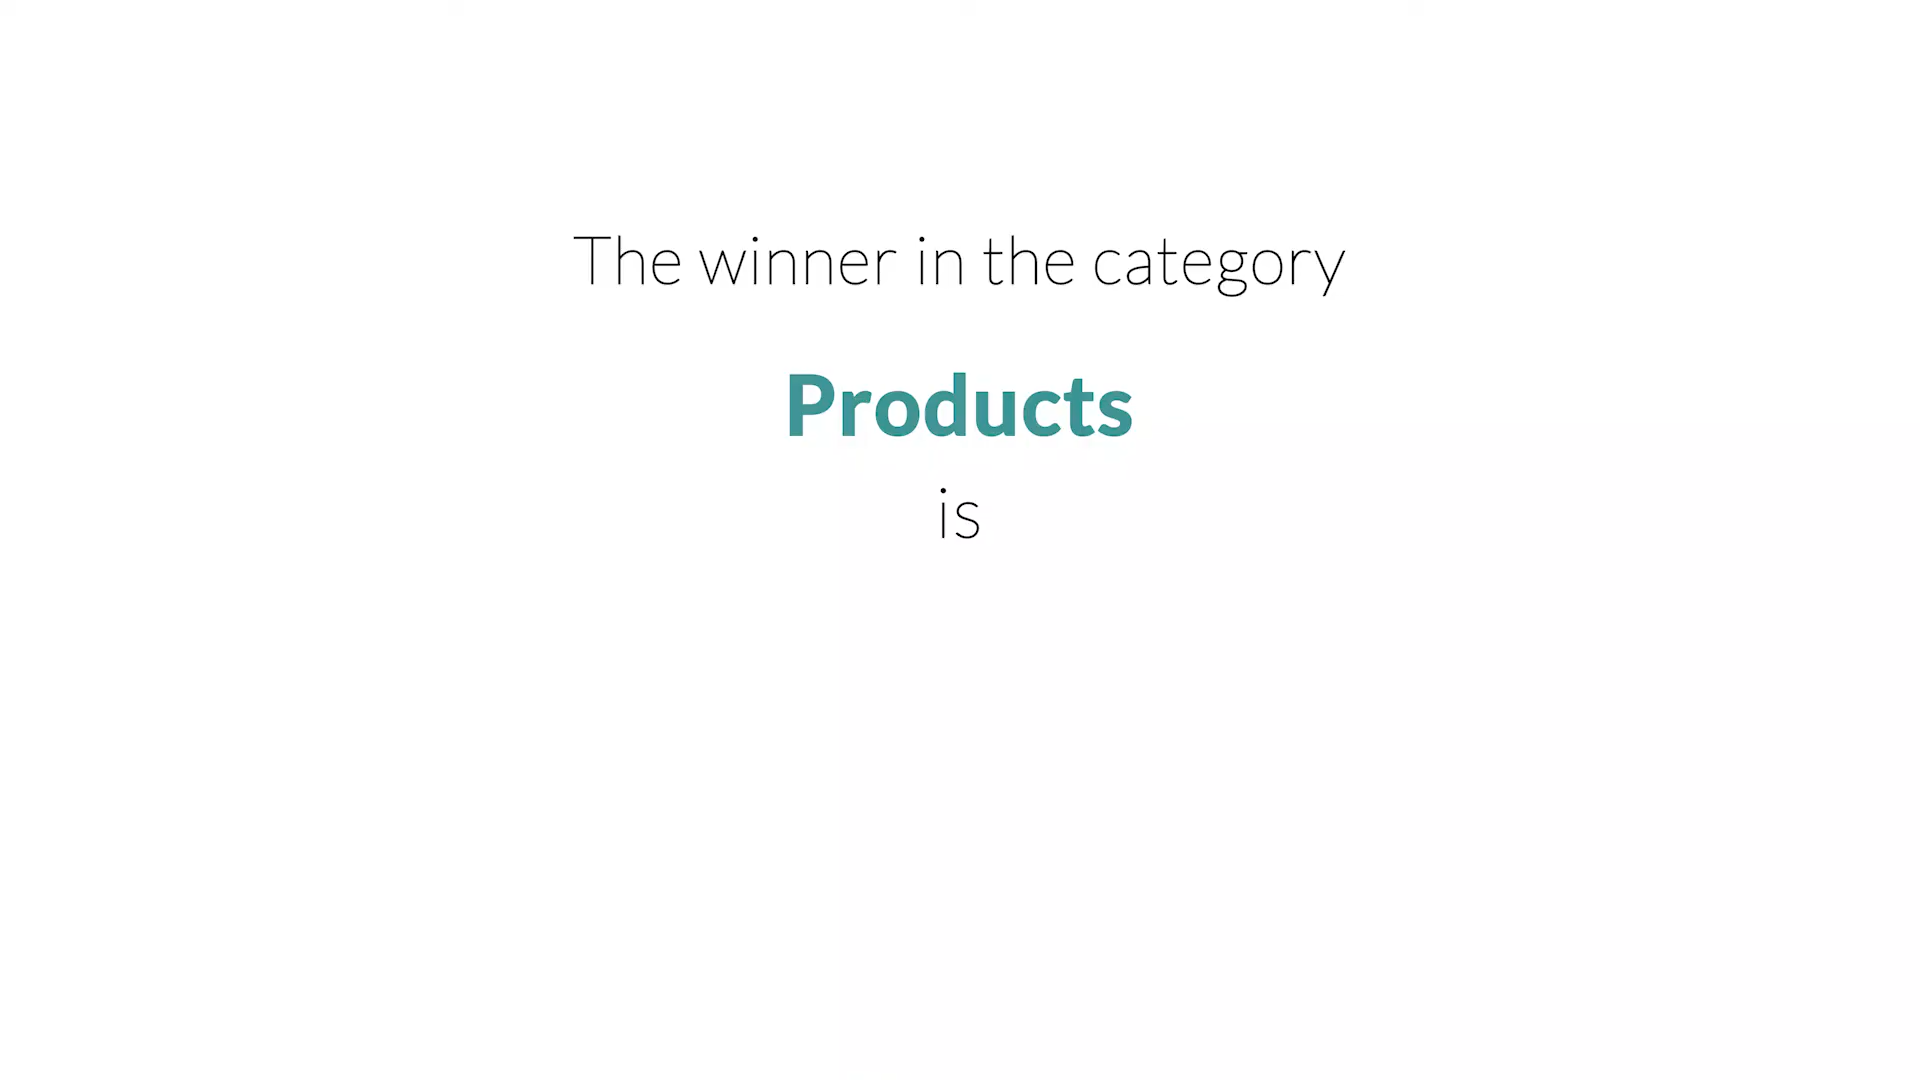 The winner in the category
Products
is